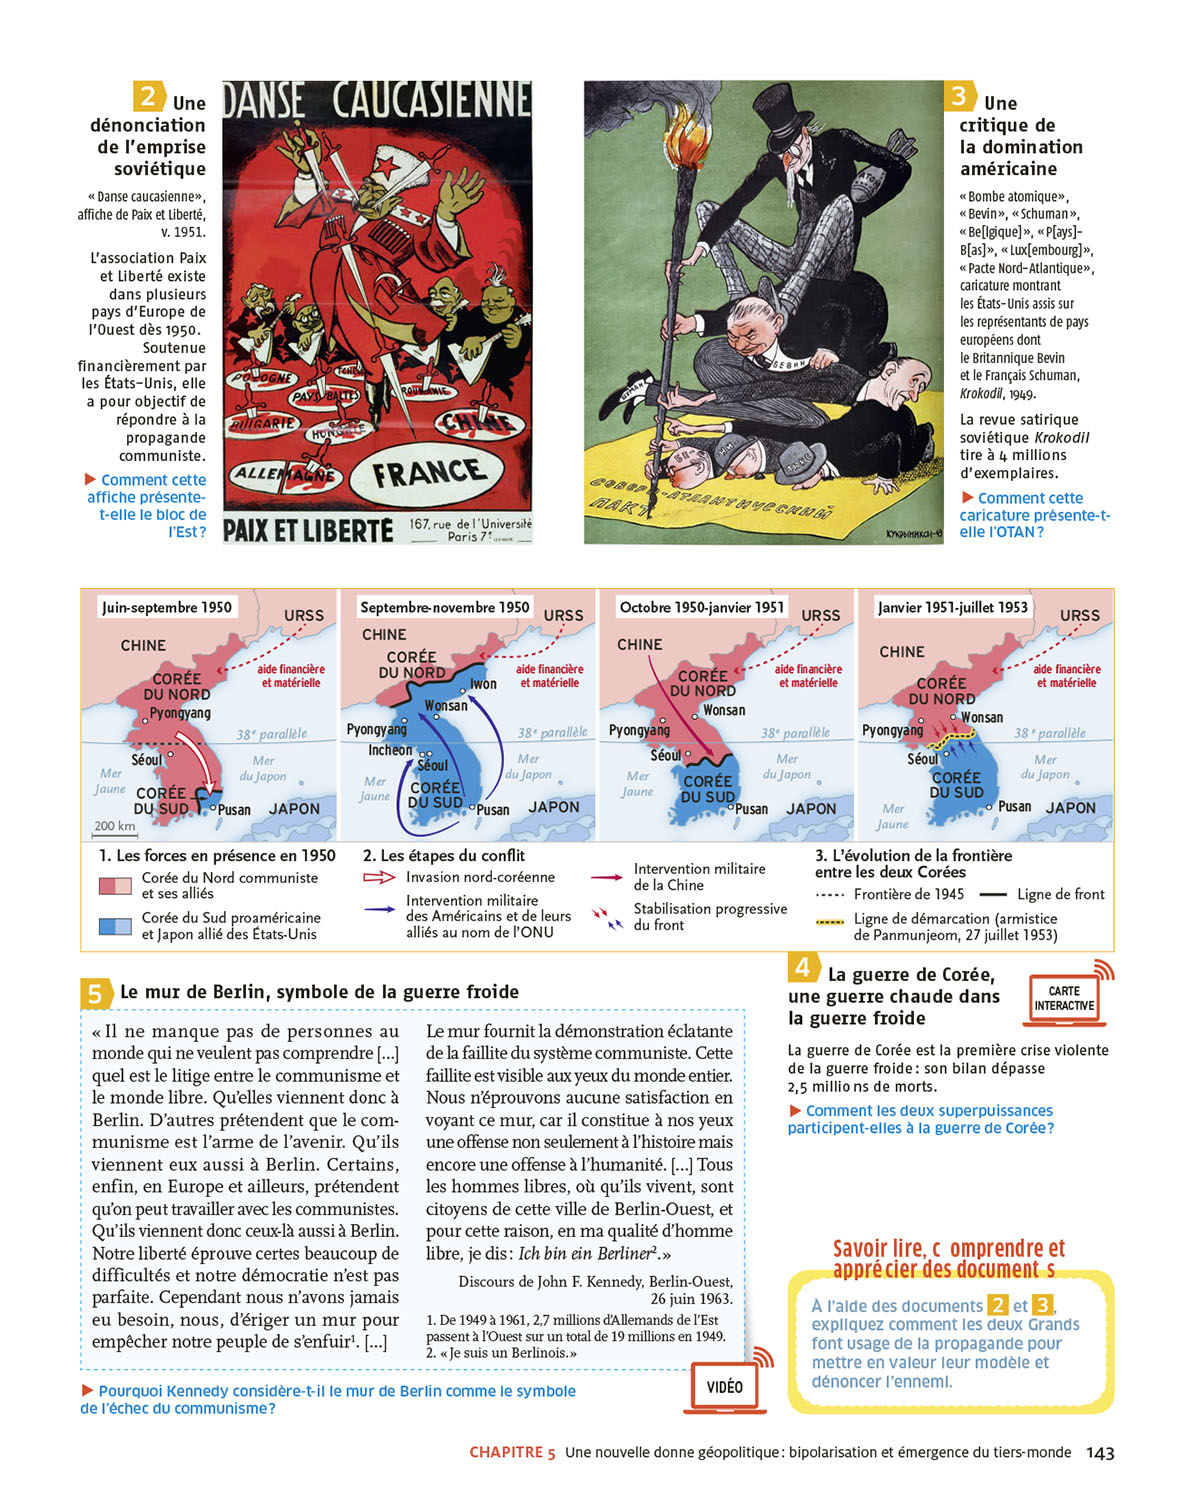 2 Une
dénonciation
de l'emprise
soviétique
« Danse caucasienne»,
affiche de Paix et Liberté,
v. 1951.
L'association Paix
et Liberté existe
dans plusieurs
pays d'Europe de
l'Ouest dès 1950.
Soutenue
financièrement par
les États-Unis, elle
a pour objectif de
répondre à la
propagande
communiste.
▶ Comment cette
affiche présente-
t-elle le bloc de
l'Est?
DANSE CAUCASIENNE
POLOGNE
TCHÉ
PAYS BALTES
ROUMANIE
BULGARIE
HONGRIE
CHINE
ALLEMAGNE
FRANCE
PAIX ET LIBERTÉ
167, rue de l'Université
Paris 7e
БЕВИН
СЕВЕРО-АТЛАНТИЧЕСКИЙ
ПАКТ
КУКРЫНИКСЫ-49
3 Une
critique de
la domination
américaine
« Bombe atomique»,
« Bevin», « Schuman»,
« Be[lgique]», « P[ays]-
B[as]», « Lux[embourg]»,
« Pacte Nord-Atlantique»,
caricature montrant
les États-Unis assis sur
les représentants de pays
européens dont
le Britannique Bevin
et le Français Schuman,
Krokodil, 1949.
La revue satirique
soviétique Krokodil
tire à 4 millions
d'exemplaires.
▶ Comment cette
caricature présente-t-
elle l'OTAN?
Juin-septembre 1950
URSS
CHINE
aide financière
et matérielle
CORÉE
DU NORD
Pyongyang
38e parallèle
Séoul
Mer
Jaune
Mer
du Japon
CORÉE
DU SUD
Pusan
JAPON
200 km
Septembre-novembre 1950
URSS
CHINE
CORÉE
DU NORD
aide financière
et matérielle
Iwon
Wonsan
Pyongyang
38e parallèle
Incheon
Séoul
Mer
Jaune
Mer
du Japon
CORÉE
DU SUD
Pusan
JAPON
Octobre 1950-janvier 1951
URSS
CHINE
aide financière
et matérielle
CORÉE
DU NORD
Wonsan
Pyongyang
38e parallèle
Séoul
Mer
Jaune
Mer
du Japon
CORÉE
DU SUD
Pusan
JAPON
Janvier 1951-juillet 1953
URSS
CHINE
aide financière
et matérielle
CORÉE
DU NORD
Wonsan
Pyongyang
38e parallèle
Séoul
Mer
du Japon
CORÉE
DU SUD
Pusan
JAPON
Mer
Jaune
1. Les forces en présence en 1950
Corée du Nord communiste
et ses alliés
Corée du Sud proaméricaine
et Japon allié des États-Unis
2. Les étapes du conflit
Invasion nord-coréenne
Intervention militaire
des Américains et de leurs
alliés au nom de l'ONU
Intervention militaire
de la Chine
Stabilisation progressive
du front
3. L'évolution de la frontière
entre les deux Corées
Frontière de 1945
Ligne de front
Ligne de démarcation (armistice
de Panmunjeom, 27 juillet 1953)
4 La guerre de Corée,
une guerre chaude dans
la guerre froide
CARTE
INTERACTIVE
La guerre de Corée est la première crise violente
de la guerre froide : son bilan dépasse
2,5 millio ns de morts.
▶ Comment les deux superpuissances
participent-elles à la guerre de Corée?
5 Le mur de Berlin, symbole de la guerre froide
« Il ne manque pas de personnes au
monde qui ne veulent pas comprendre [...]
quel est le litige entre le communisme et
le monde libre. Qu'elles viennent donc à
Berlin. D'autres prétendent que le com-
munisme est l'arme de l'avenir. Qu'ils
viennent eux aussi à Berlin. Certains,
enfin, en Europe et ailleurs, prétendent
qu'on peut travailler avec les communistes.
Qu'ils viennent donc ceux-là aussi à Berlin.
Notre liberté éprouve certes beaucoup de
difficultés et notre démocratie n'est pas
parfaite. Cependant nous n'avons jamais
eu besoin, nous, d'ériger un mur pour
empêcher notre peuple de s'enfuir¹. [...]
Le mur fournit la démonstration éclatante
de la faillite du système communiste. Cette
faillite est visible aux yeux du monde entier.
Nous n'éprouvons aucune satisfaction en
voyant ce mur, car il constitue à nos yeux
une offense non seulement à l'histoire mais
encore une offense à l'humanité. [...] Tous
les hommes libres, où qu'ils vivent, sont
citoyens de cette ville de Berlin-Ouest, et
pour cette raison, en ma qualité d'homme
libre, je dis : Ich bin ein Berliner².»
Discours de John F. Kennedy, Berlin-Ouest,
26 juin 1963.
1. De 1949 à 1961, 2,7 millions d'Allemands de l'Est
passent à l'Ouest sur un total de 19 millions en 1949.
2. «Je suis un Berlinois.»
VIDÉO
▶ Pourquoi Kennedy considère-t-il le mur de Berlin comme le symbole
de l'échec du communisme?
Savoir lire, c omprendre et
apprécier des document s
À l'aide des documents 2 et 3,
expliquez comment les deux Grands
font usage de la propagande pour
mettre en valeur leur modèle et
dénoncer l'ennemi.
CHAPITRE 5 Une nouvelle donne géopolitique : bipolarisation et émergence du tiers-monde 143